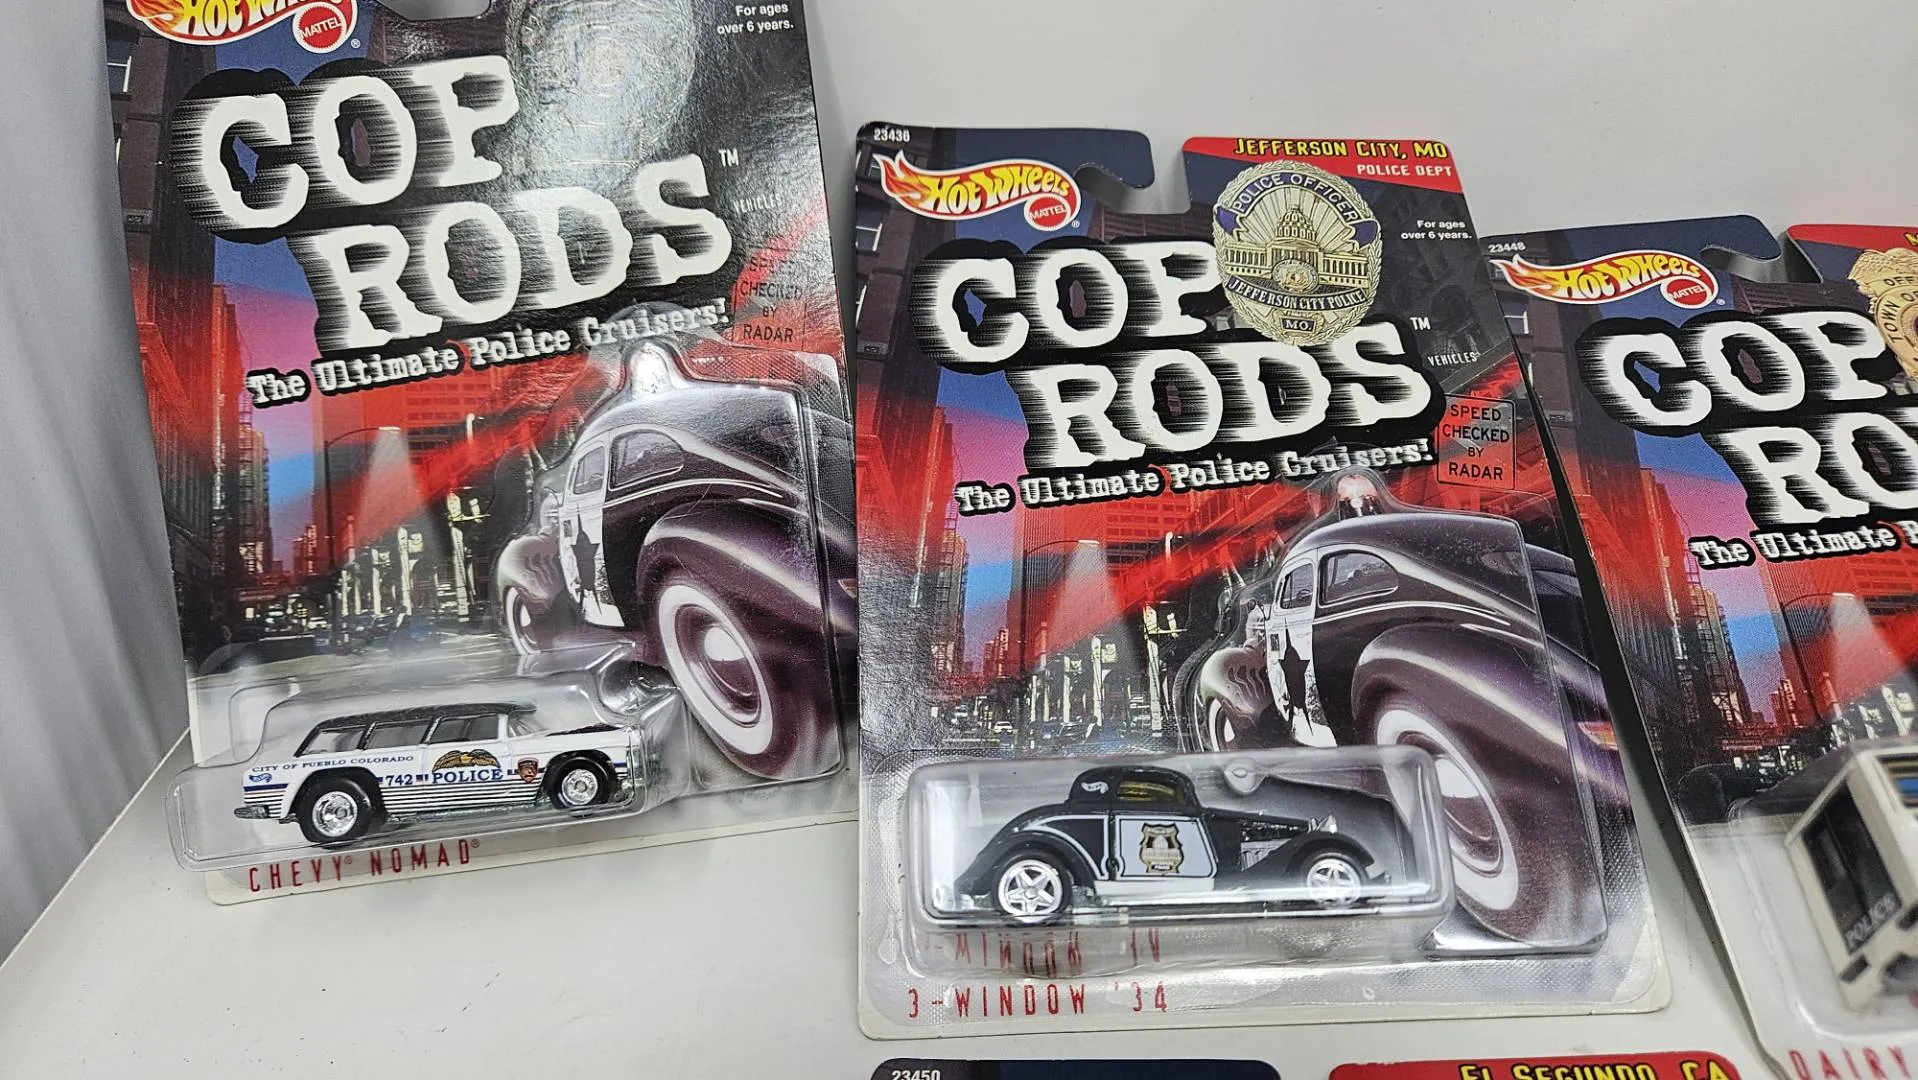 HOT WHEELS
MATTEL
®
For ages
over 6 years.
COP
RODS
™
VEHICLES
The Ultimate Police Cruisers!
SPEED
CHECKED
BY
RADAR
CITY OF PUEBLO COLORADO
742 POLICE
CHEVY® NOMAD®
23436
JEFFERSON CITY, MO
POLICE DEPT
HOT WHEELS
MATTEL
®
POLICE OFFICER
JEFFERSON CITY POLICE
MO.
For ages
over 6 years.
COP
RODS
™
VEHICLES
The Ultimate Police Cruisers!
SPEED
CHECKED
BY
RADAR
3-WINDOW '34
23448
HOT WHEELS
MATTEL
®
TOWN
COP
RO
The Ultimate
POLICE
DAIRY
23450
EL SEGUNDO, CA